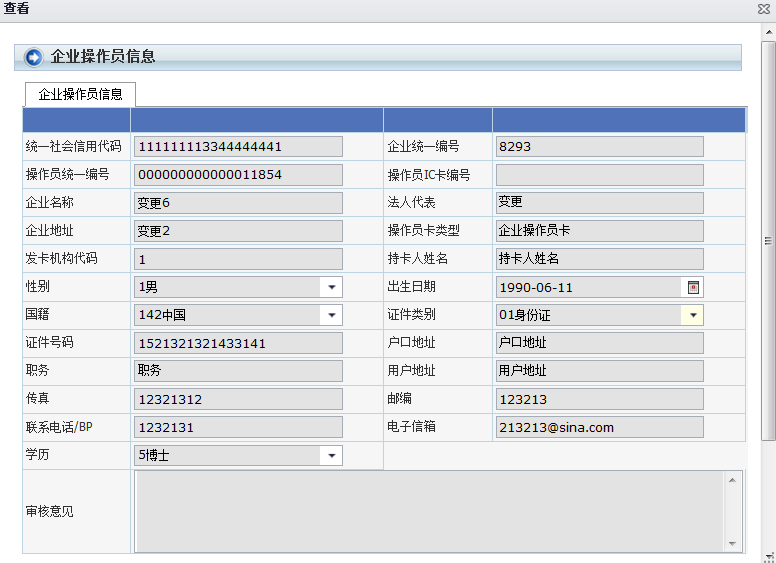 查看
企业操作员信息
企业操作员信息
统一社会信用代码 111111113344444441 企业统一编号 8293
操作员统一编号 000000000000011854 操作员IC卡编号
企业名称 变更6 法人代表 变更
企业地址 变更2 操作员卡类型 企业操作员卡
发卡机构代码 1 持卡人姓名 持卡人姓名
性别 1男 出生日期 1990-06-11
国籍 142中国 证件类别 01身份证
证件号码 1521321321433141 户口地址 户口地址
职务 职务 用户地址 用户地址
传真 12321312 邮编 123213
联系电话/BP 1232131 电子信箱 213213@sina.com
学历 5博士
审核意见